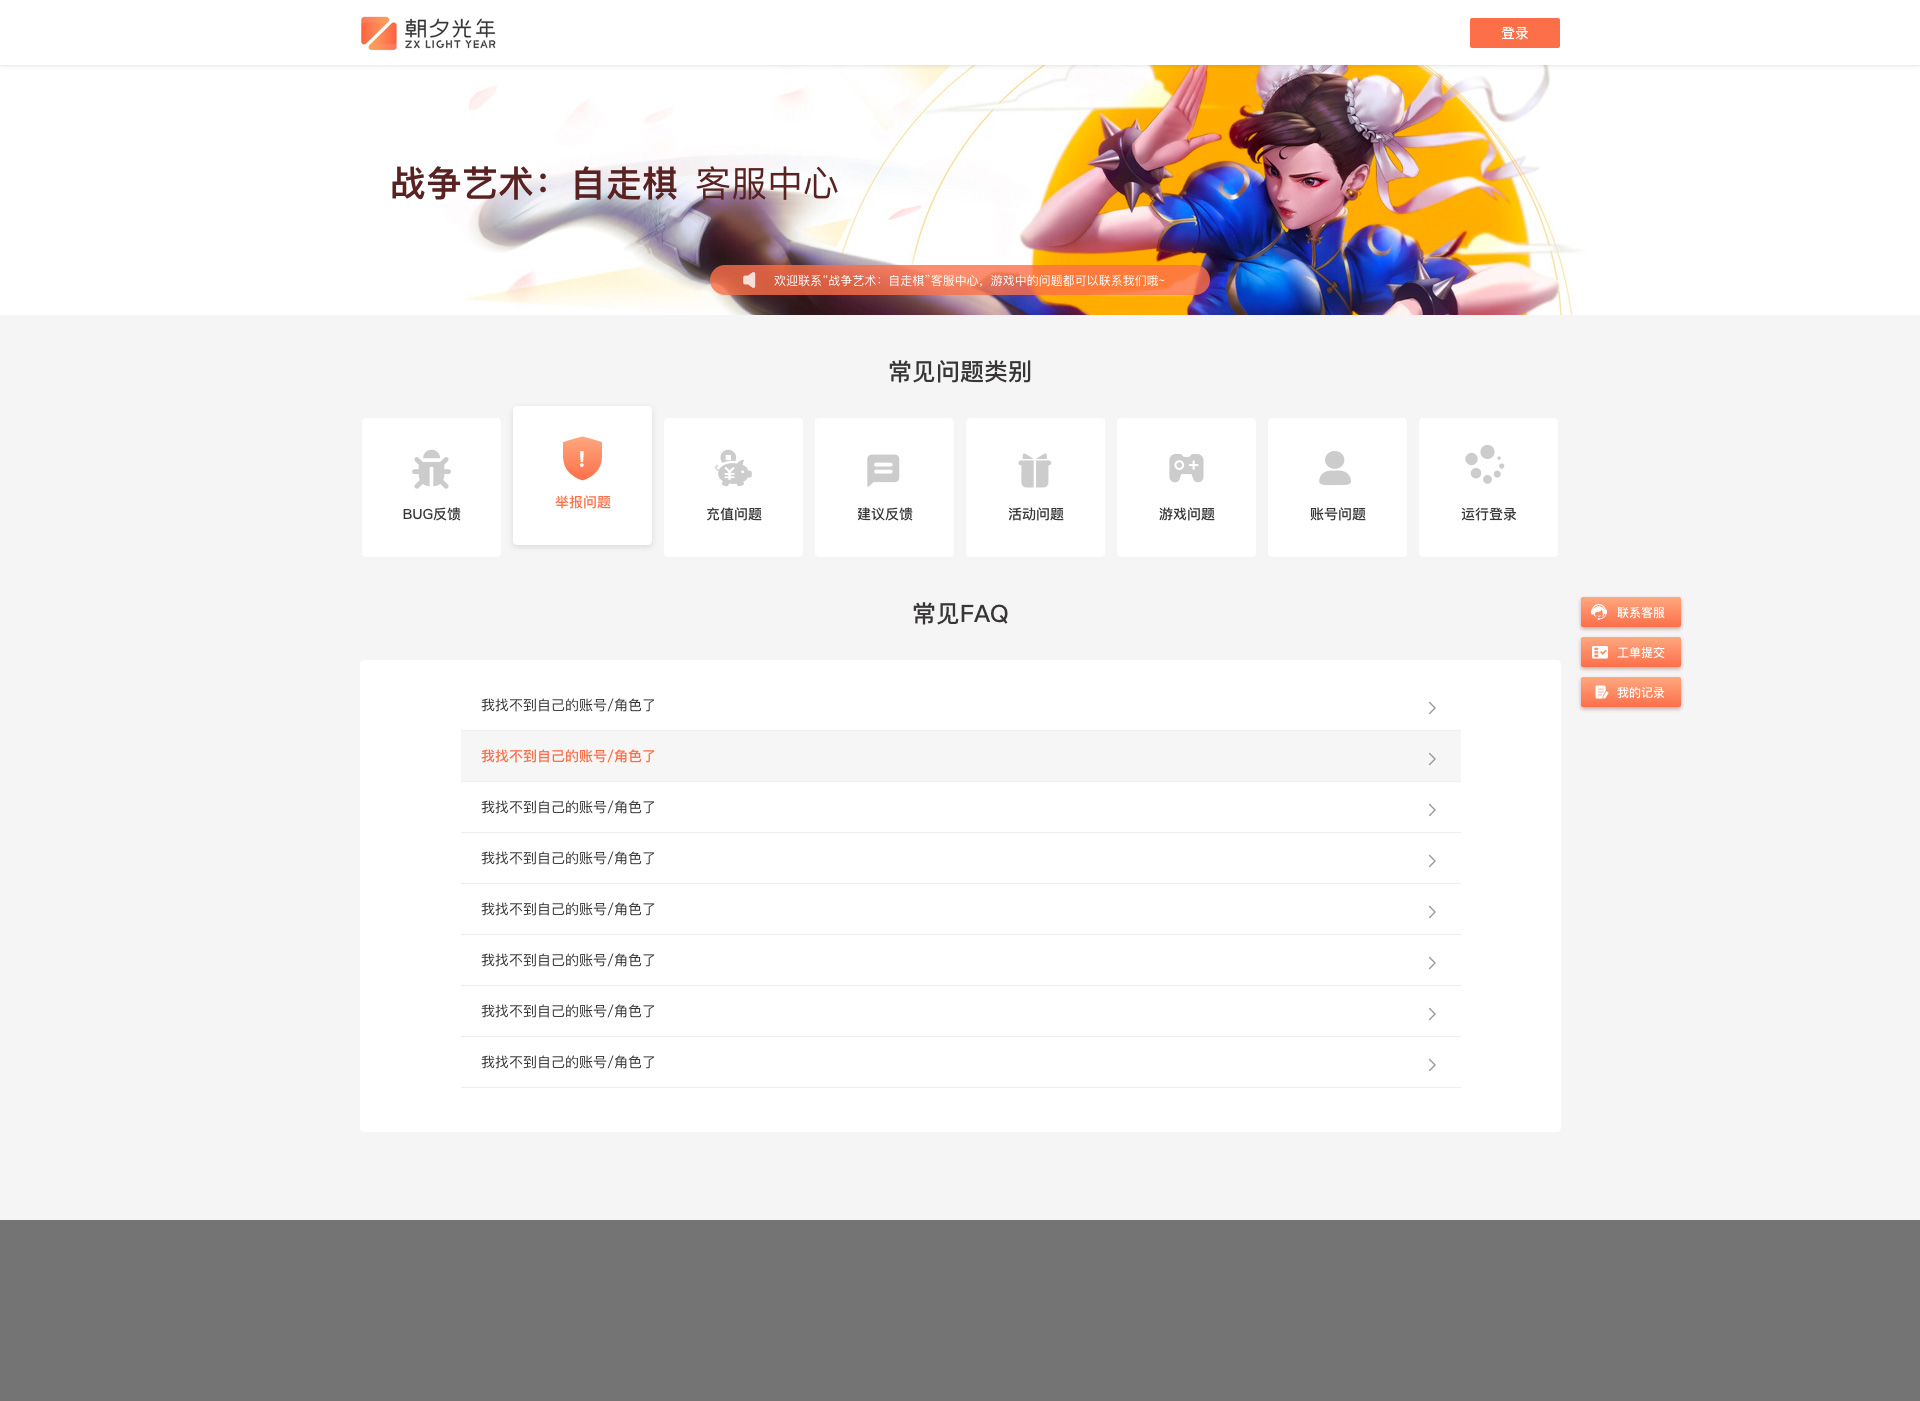 朝夕光年
ZX LIGHT YEAR
登录
战争艺术：自走棋 客服中心
欢迎联系“战争艺术：自走棋”客服中心，游戏中的问题都可以联系我们哦~
常见问题类别
BUG反馈
举报问题
充值问题
建议反馈
活动问题
游戏问题
账号问题
运行登录
常见FAQ
联系客服
工单提交
我的记录
我找不到自己的账号/角色了
我找不到自己的账号/角色了
我找不到自己的账号/角色了
我找不到自己的账号/角色了
我找不到自己的账号/角色了
我找不到自己的账号/角色了
我找不到自己的账号/角色了
我找不到自己的账号/角色了